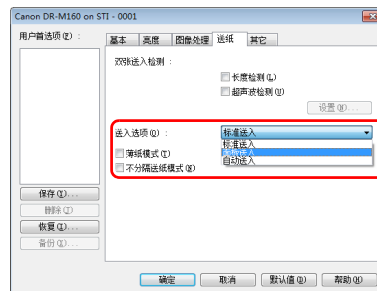 Canon DR-M160 on STI - 0001
用户首选项(P) :
基本 亮度 图像处理 送纸 其它
双张送入检测 :
长度检测(L)
超声波检测(U)
设置(N)...
送入选项(O) :
标准送入
标准送入
面板送入
自动送入
薄纸模式(T)
不分隔送纸模式(K)
保存(Y)...
删除(Z)
恢复(X)...
备份(X)...
确定 取消 默认值(D) 帮助(H)